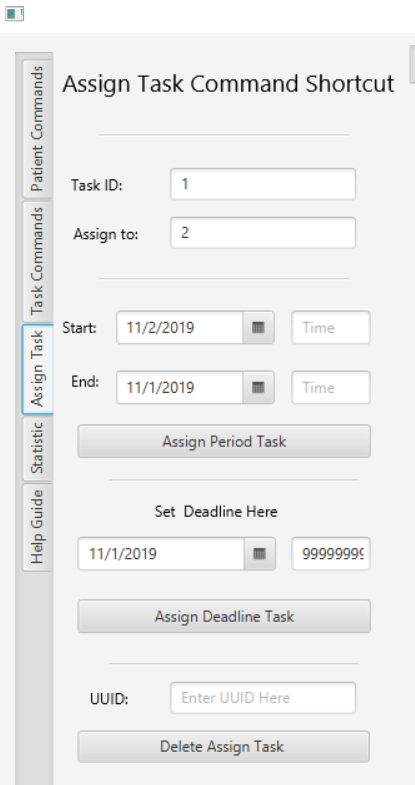 Assign Task Command Shortcut
Patient Commands
Task Commands
Assign Task
Statistic
Help Guide
Task ID: 1
Assign to: 2
Start: 11/2/2019 Time
End: 11/1/2019 Time
Assign Period Task
Set Deadline Here
11/1/2019 99999999
Assign Deadline Task
UUID: Enter UUID Here
Delete Assign Task